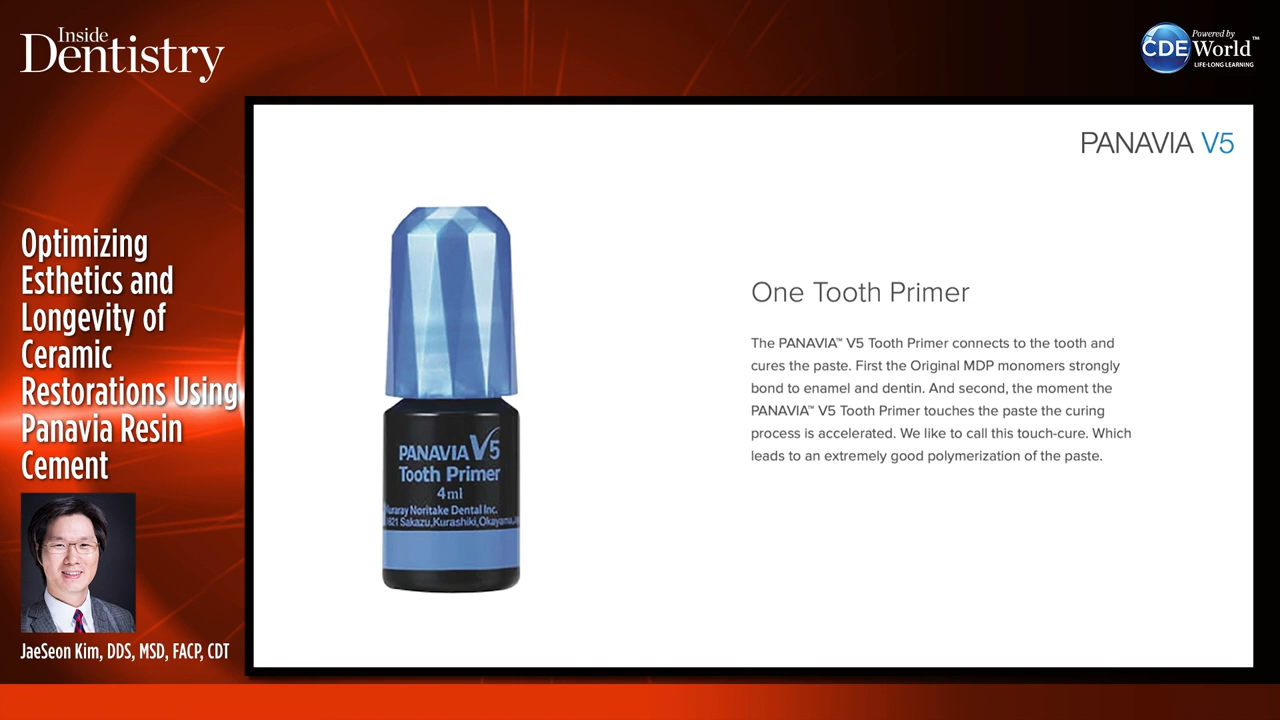 Inside
Dentistry
CDE
Powered by
World™
LIFE-LONG LEARNING
PANAVIA V5
Optimizing
Esthetics and
Longevity of
Ceramic
Restorations Using
Panavia Resin
Cement
JaeSeon Kim, DDS, MSD, FACP, CDT
PANAVIA V5
Tooth Primer
4ml
Kuraray Noritake Dental Inc.
1621 Sakazu,Kurashiki,Okayama,
One Tooth Primer
The PANAVIA™ V5 Tooth Primer connects to the tooth and
cures the paste. First the Original MDP monomers strongly
bond to enamel and dentin. And second, the moment the
PANAVIA™ V5 Tooth Primer touches the paste the curing
process is accelerated. We like to call this touch-cure. Which
leads to an extremely good polymerization of the paste.